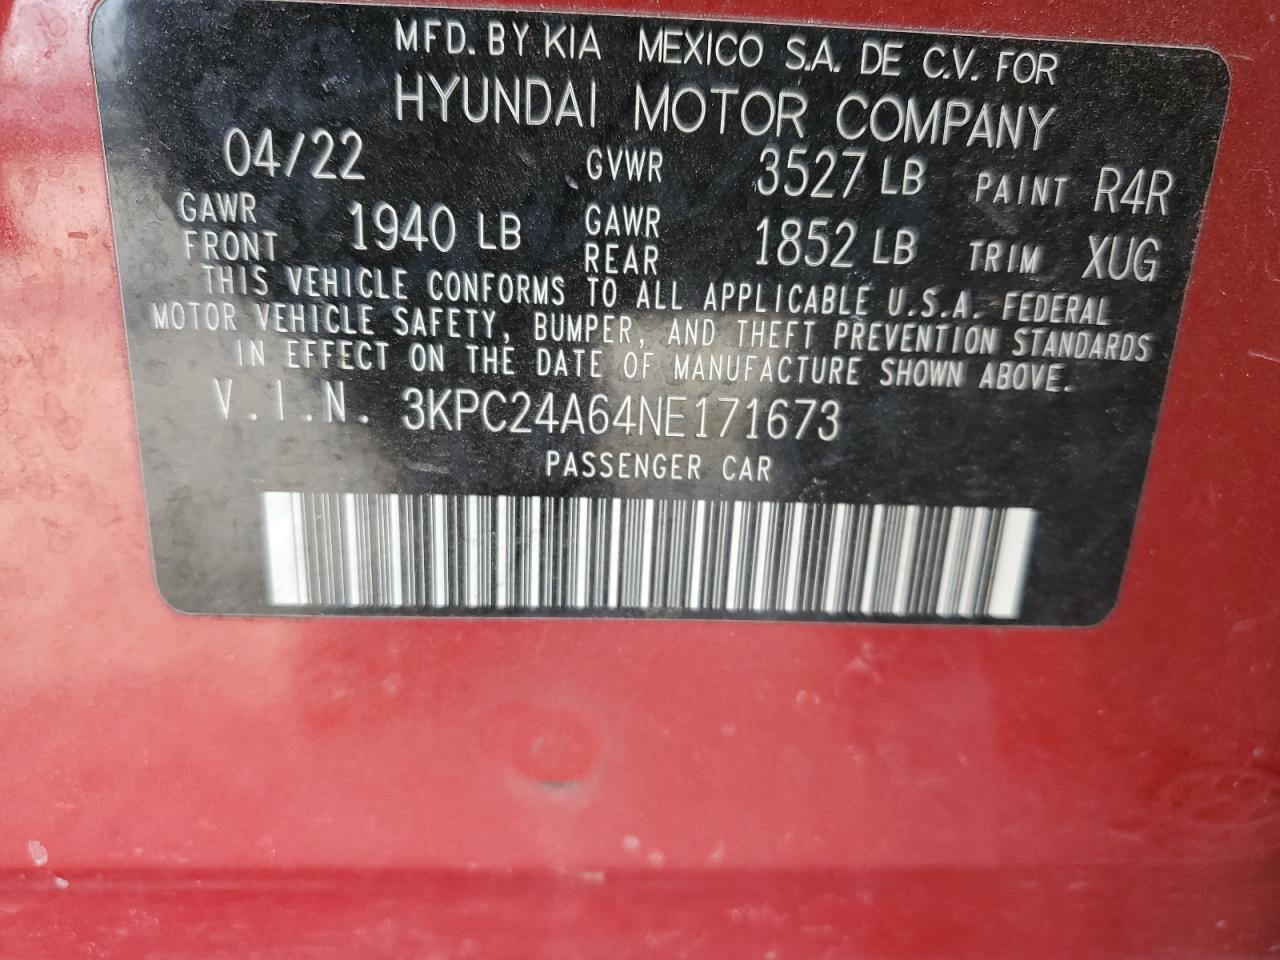 MFD. BY KIA MEXICO S.A. DE C.V. FOR
HYUNDAI MOTOR COMPANY
04/22 GVWR 3527 LB PAINT R4R
GAWR FRONT 1940 LB GAWR REAR 1852 LB TRIM XUG
THIS VEHICLE CONFORMS TO ALL APPLICABLE U.S.A. FEDERAL
MOTOR VEHICLE SAFETY, BUMPER, AND THEFT PREVENTION STANDARDS
IN EFFECT ON THE DATE OF MANUFACTURE SHOWN ABOVE.
V.I.N. 3KPC24A64NE171673
PASSENGER CAR